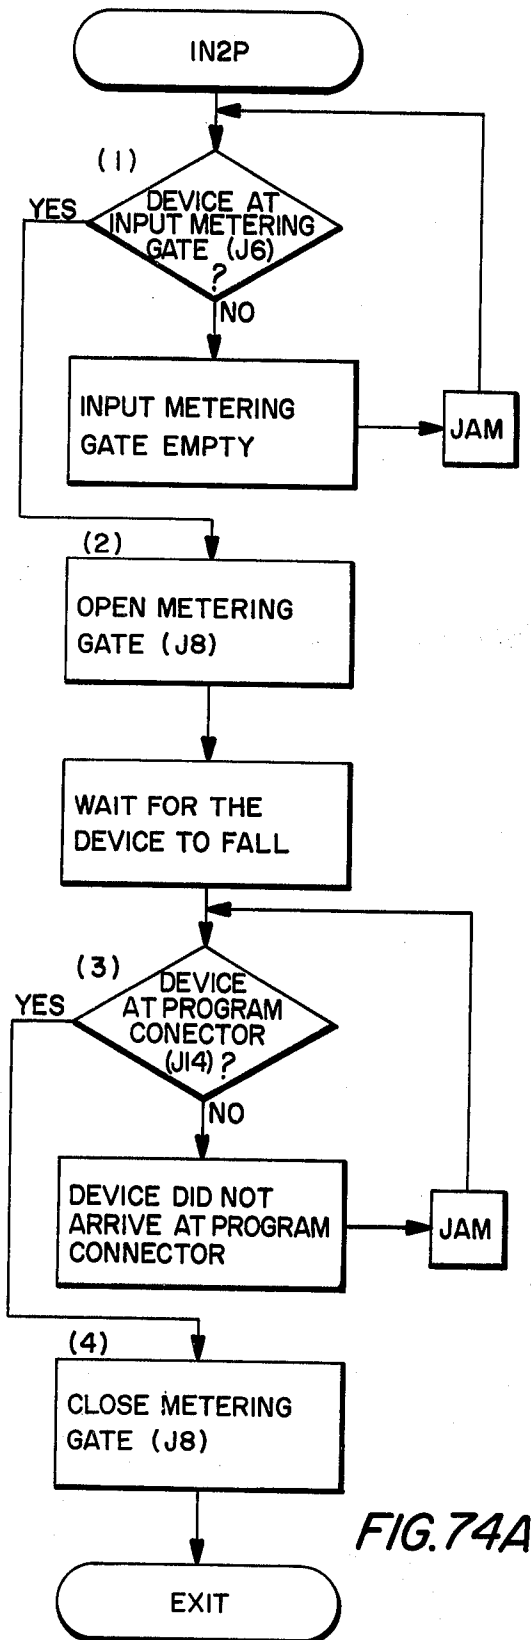 IN2P
(1)
DEVICE AT
INPUT METERING
GATE (J6)
?
YES
NO
INPUT METERING
GATE EMPTY
JAM
(2)
OPEN METERING
GATE (J8)
WAIT FOR THE
DEVICE TO FALL
(3)
DEVICE
AT PROGRAM
CONECTOR
(J14) ?
YES
NO
DEVICE DID NOT
ARRIVE AT PROGRAM
CONNECTOR
JAM
(4)
CLOSE METERING
GATE (J8)
EXIT
FIG. 74A